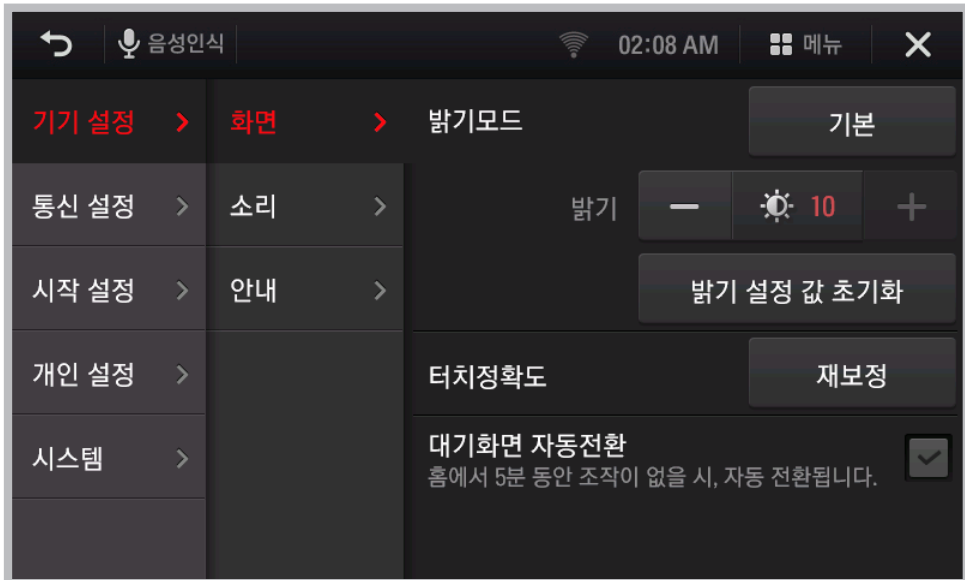 음성인식
02:08 AM
메뉴
기기 설정
화면
밝기모드
기본
통신 설정
소리
밝기
10
시작 설정
안내
밝기 설정 값 초기화
개인 설정
터치정확도
재보정
시스템
대기화면 자동전환
홈에서 5분 동안 조작이 없을 시, 자동 전환됩니다.